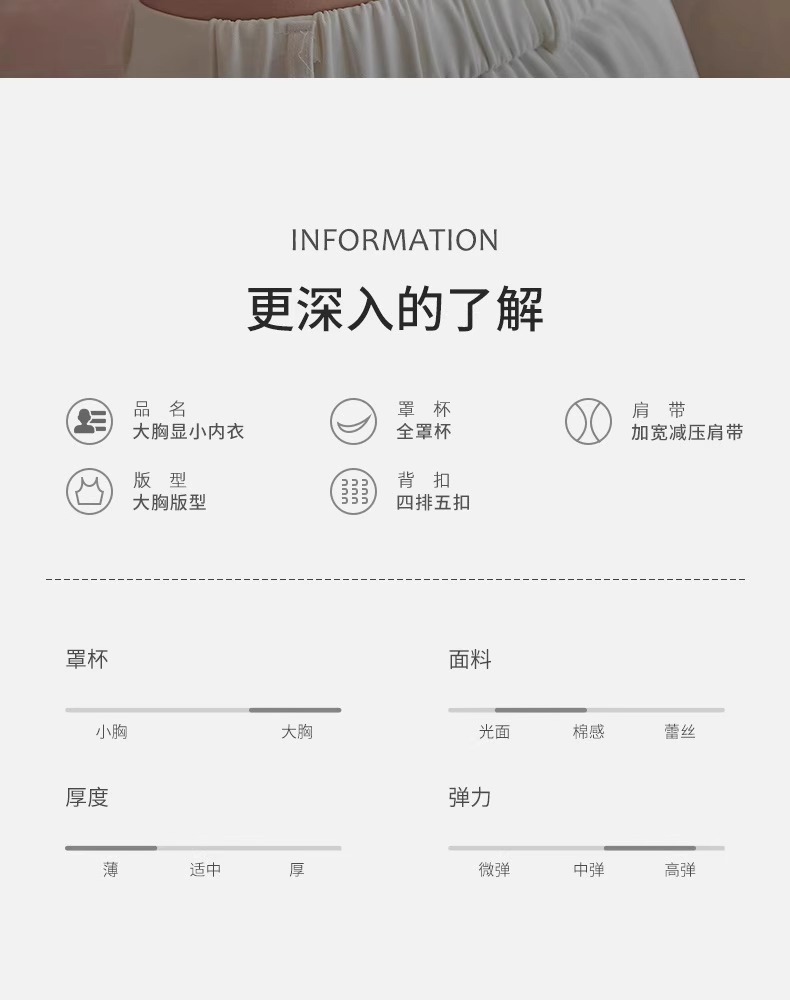 INFORMATION
更深入的了解
品 名
大胸显小内衣
罩 杯
全罩杯
肩 带
加宽减压肩带
版 型
大胸版型
背 扣
四排五扣
罩杯
小胸 大胸
面料
光面 棉感 蕾丝
厚度
薄 适中 厚
弹力
微弹 中弹 高弹